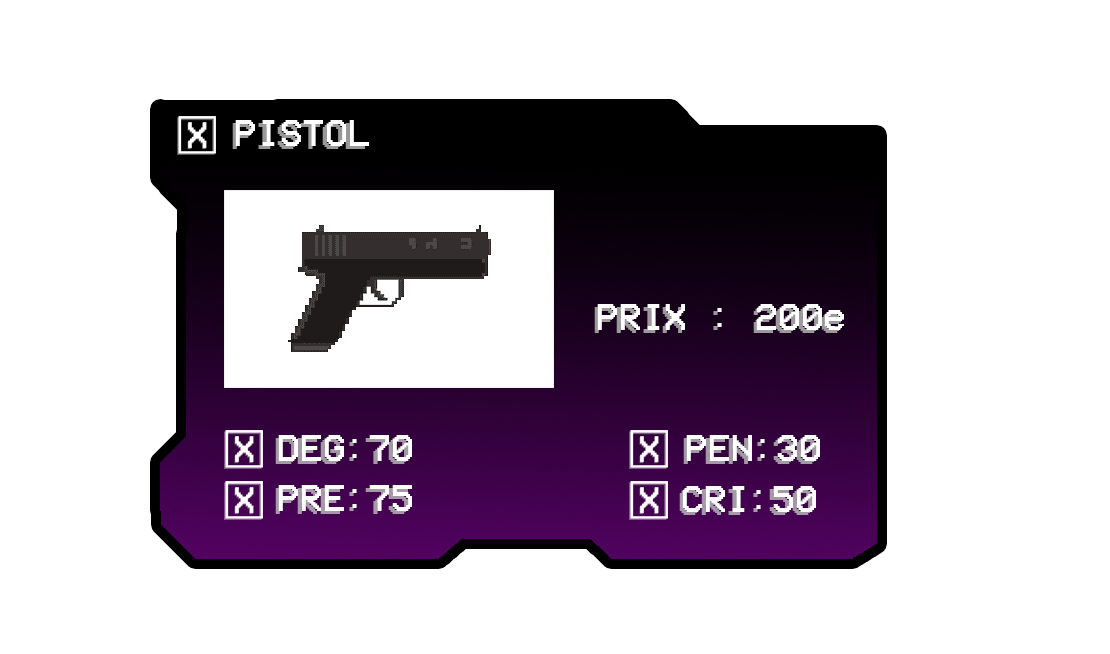 X PISTOL
PRIX : 200e
X DEG:70
X PEN:30
X PRE:75
X CRI:50